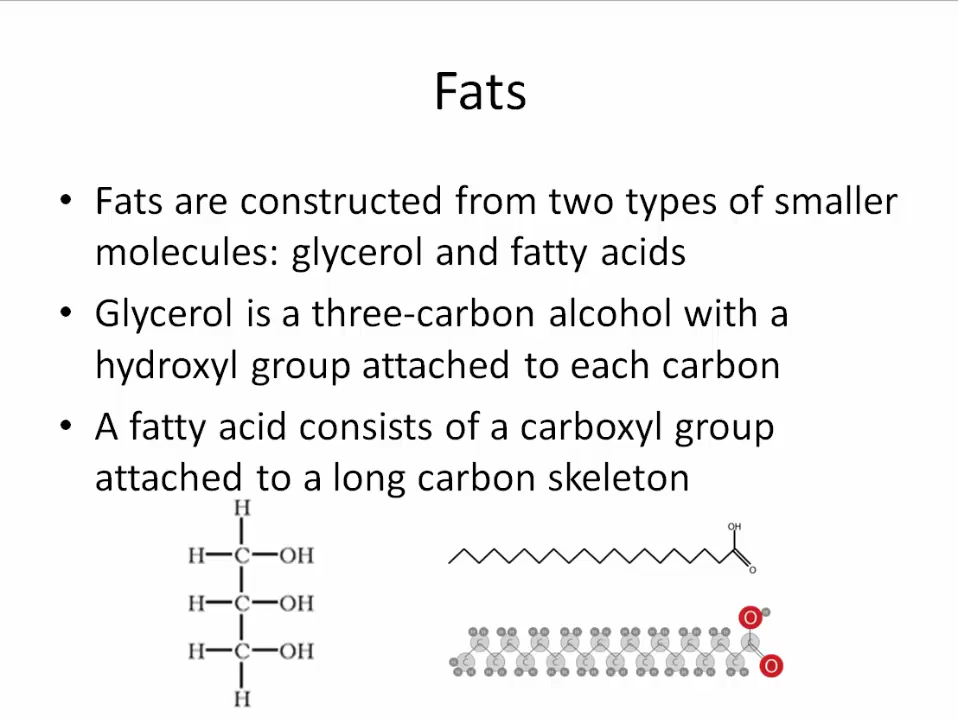 Fats
• Fats are constructed from two types of smaller
molecules: glycerol and fatty acids
• Glycerol is a three-carbon alcohol with a
hydroxyl group attached to each carbon
• A fatty acid consists of a carboxyl group
attached to a long carbon skeleton
H
H—C—OH
H—C—OH
H—C—OH
H
OH
O
O
O